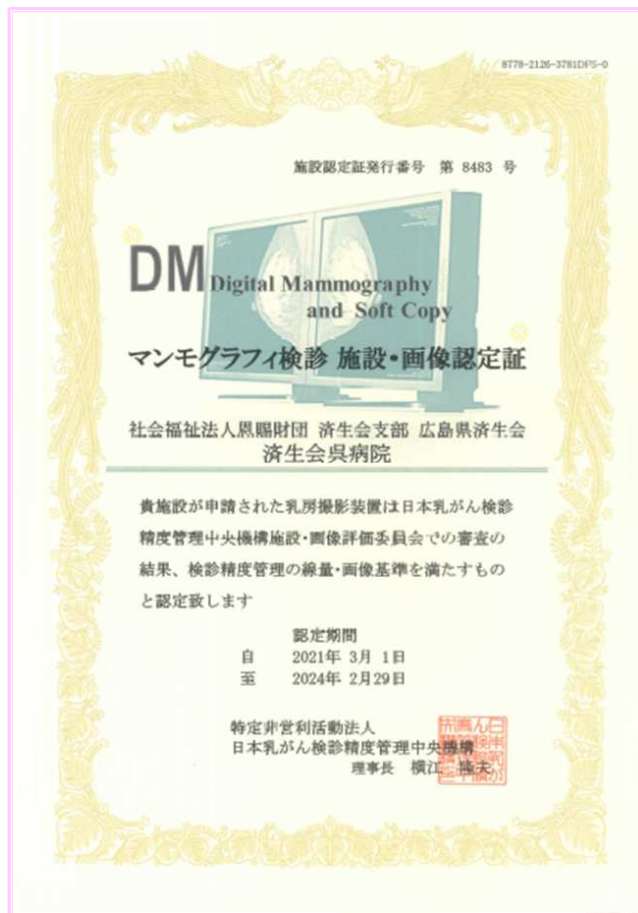 8778-2126-3781DFS-0
施設認定証発行番号 第 8483 号
DM Digital Mammography
and Soft Copy
マンモグラフィ検診 施設・画像認定証
社会福祉法人恩賜財団 済生会支部 広島県済生会
済生会呉病院
貴施設が申請された乳房撮影装置は日本乳がん検診
精度管理中央機構施設・画像評価委員会での審査の
結果、検診精度管理の線量・画像基準を満たすもの
と認定致します
認定期間
自 2021年 3月 1日
至 2024年 2月29日
特定非営利活動法人
日本乳がん検診精度管理中央機構
理事長 横江 隆夫